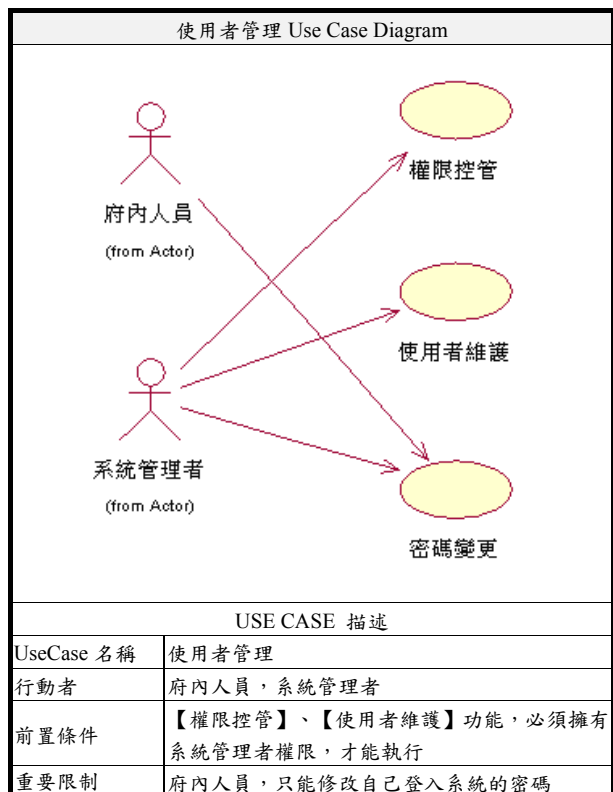 使用者管理 Use Case Diagram
權限控管
府內人員
(from Actor)
使用者維護
系統管理者
(from Actor)
密碼變更
USE CASE 描述
UseCase 名稱 使用者管理
行動者 府內人員，系統管理者
前置條件 【權限控管】、【使用者維護】功能，必須擁有
系統管理者權限，才能執行
重要限制 府內人員，只能修改自己登入系統的密碼